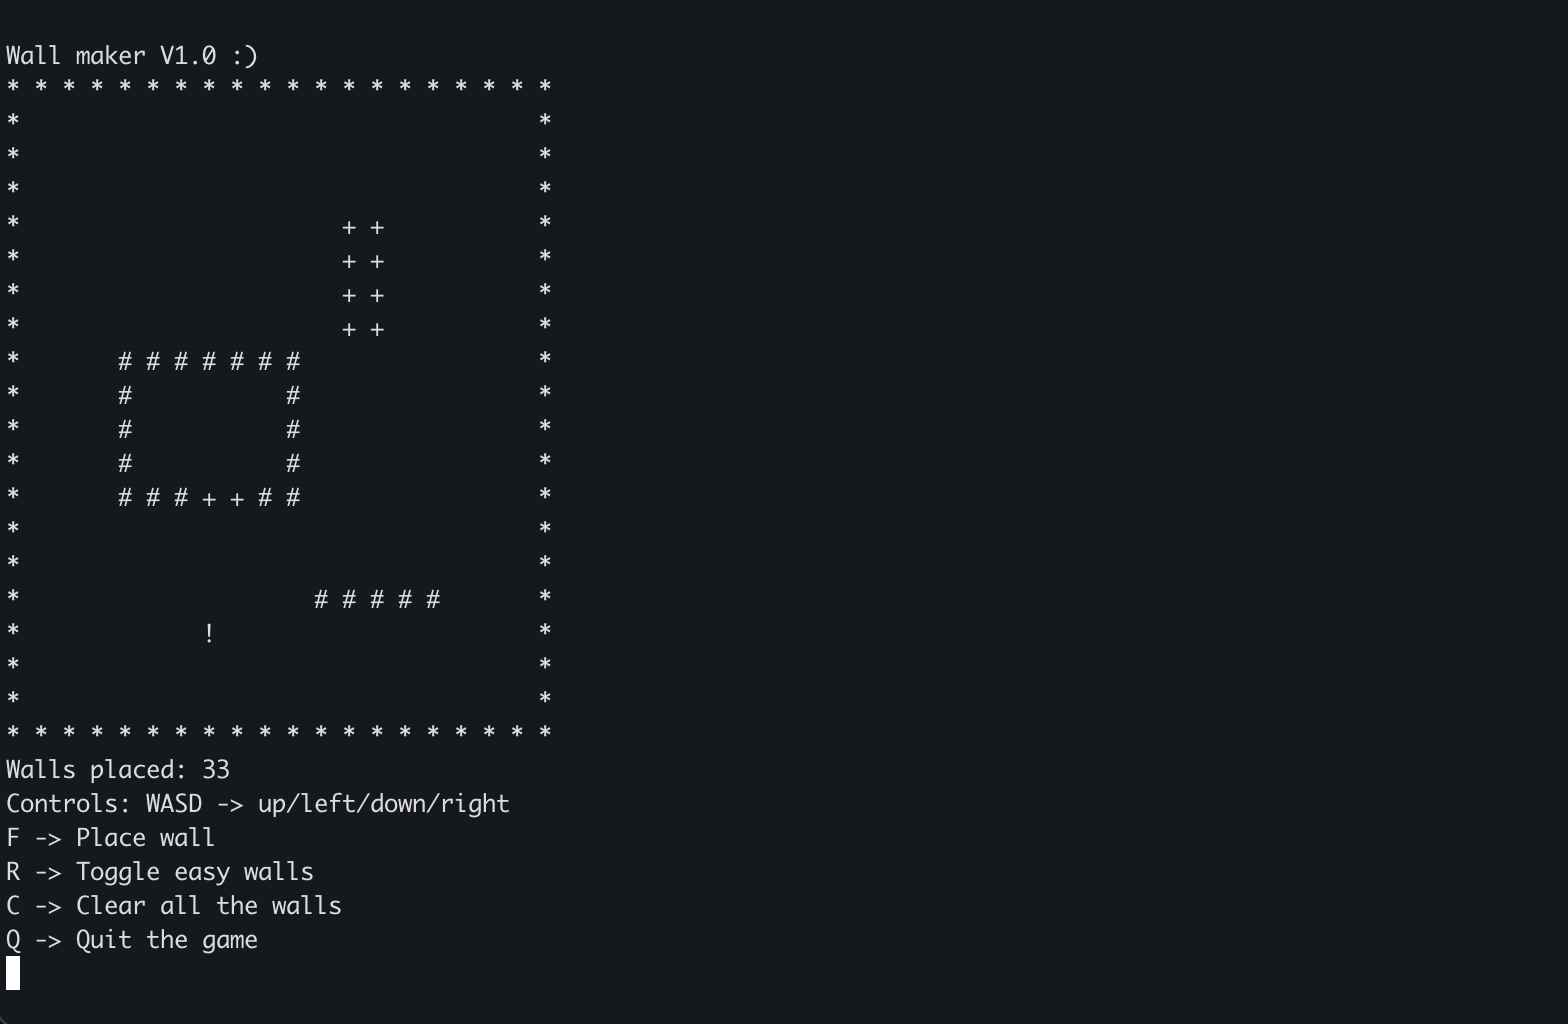 Wall maker V1.0 :)
* * * * * * * * * * * * * * * * * * * *
*                                     *
*                                     *
*                                     *
*                       + +           *
*                       + +           *
*                       + +           *
*                       + +           *
*       # # # # # # #                 *
*       #           #                 *
*       #           #                 *
*       #           #                 *
*       # # # + + # #                 *
*                                     *
*                                     *
*                     # # # # #       *
*             !                       *
*                                     *
*                                     *
* * * * * * * * * * * * * * * * * * * *
Walls placed: 33
Controls: WASD -> up/left/down/right
F -> Place wall
R -> Toggle easy walls
C -> Clear all the walls
Q -> Quit the game